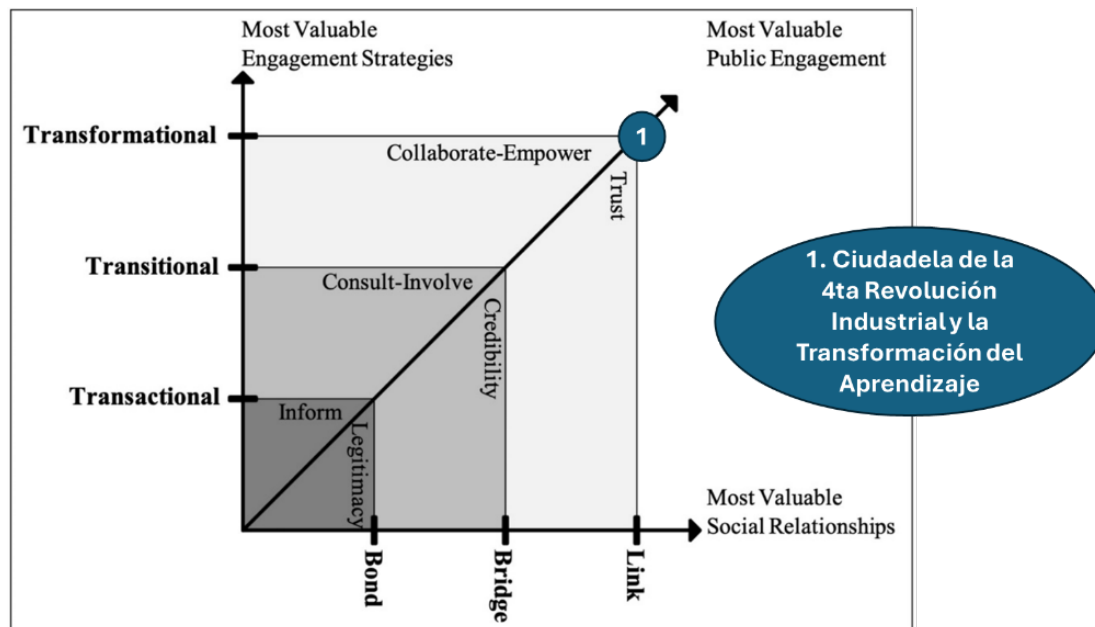 Most Valuable
Engagement Strategies
Most Valuable
Public Engagement
Transformational
1
Collaborate-Empower
Trust
Transitional
Consult-Involve
Credibility
1. Ciudadela de la
4ta Revolución
Industrial y la
Transformación del
Aprendizaje
Transactional
Inform
Legitimacy
Most Valuable
Social Relationships
Bond
Bridge
Link